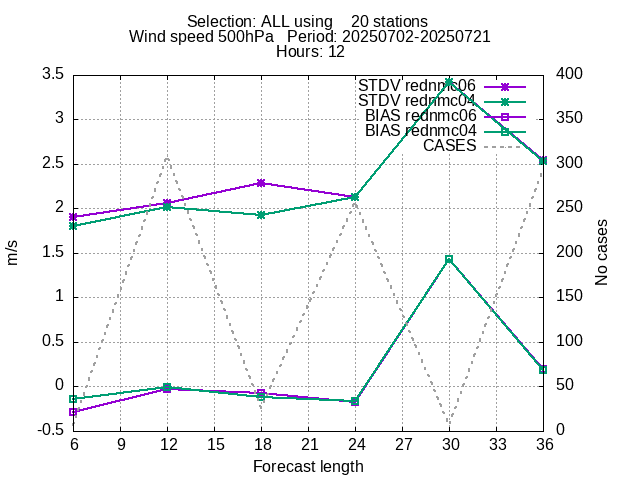 Selection: ALL using    20 stations
Wind speed 500hPa   Period: 20250702-20250721
Hours: 12
STDV rednmc06
STDV rednmc04
BIAS rednmc06
BIAS rednmc04
CASES
3.5
3
2.5
2
1.5
1
0.5
0
-0.5
m/s
400
350
300
250
200
150
100
50
0
No cases
6 9 12 15 18 21 24 27 30 33 36
Forecast length